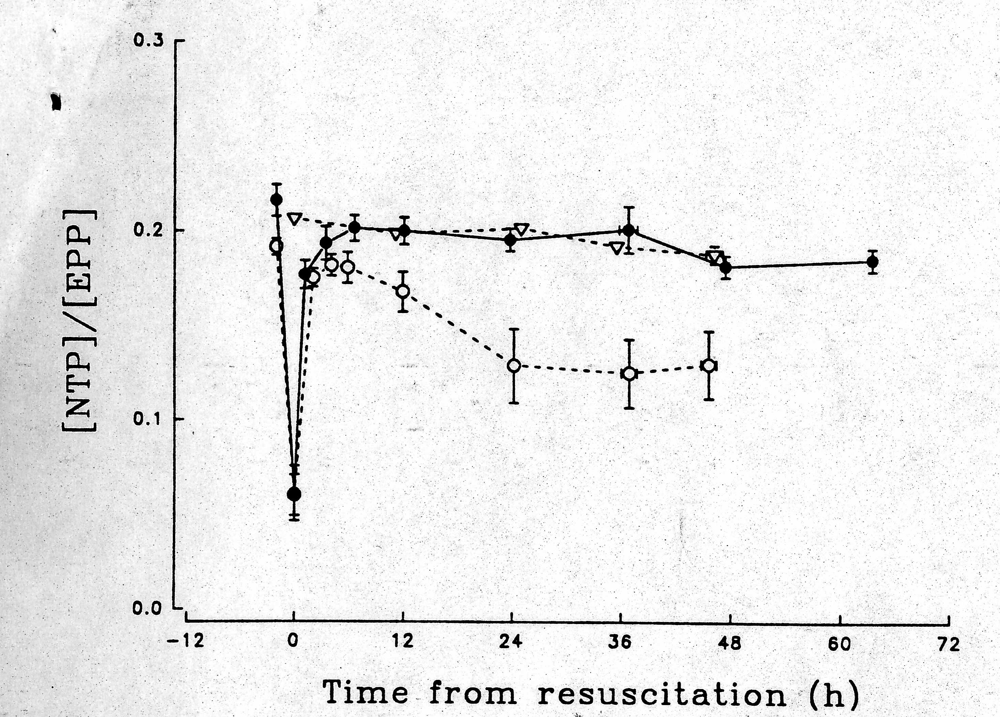 0.3
0.2
0.1
0.0
[NTP]/[EPP]
-12 0 12 24 36 48 60 72
Time from resuscitation (h)